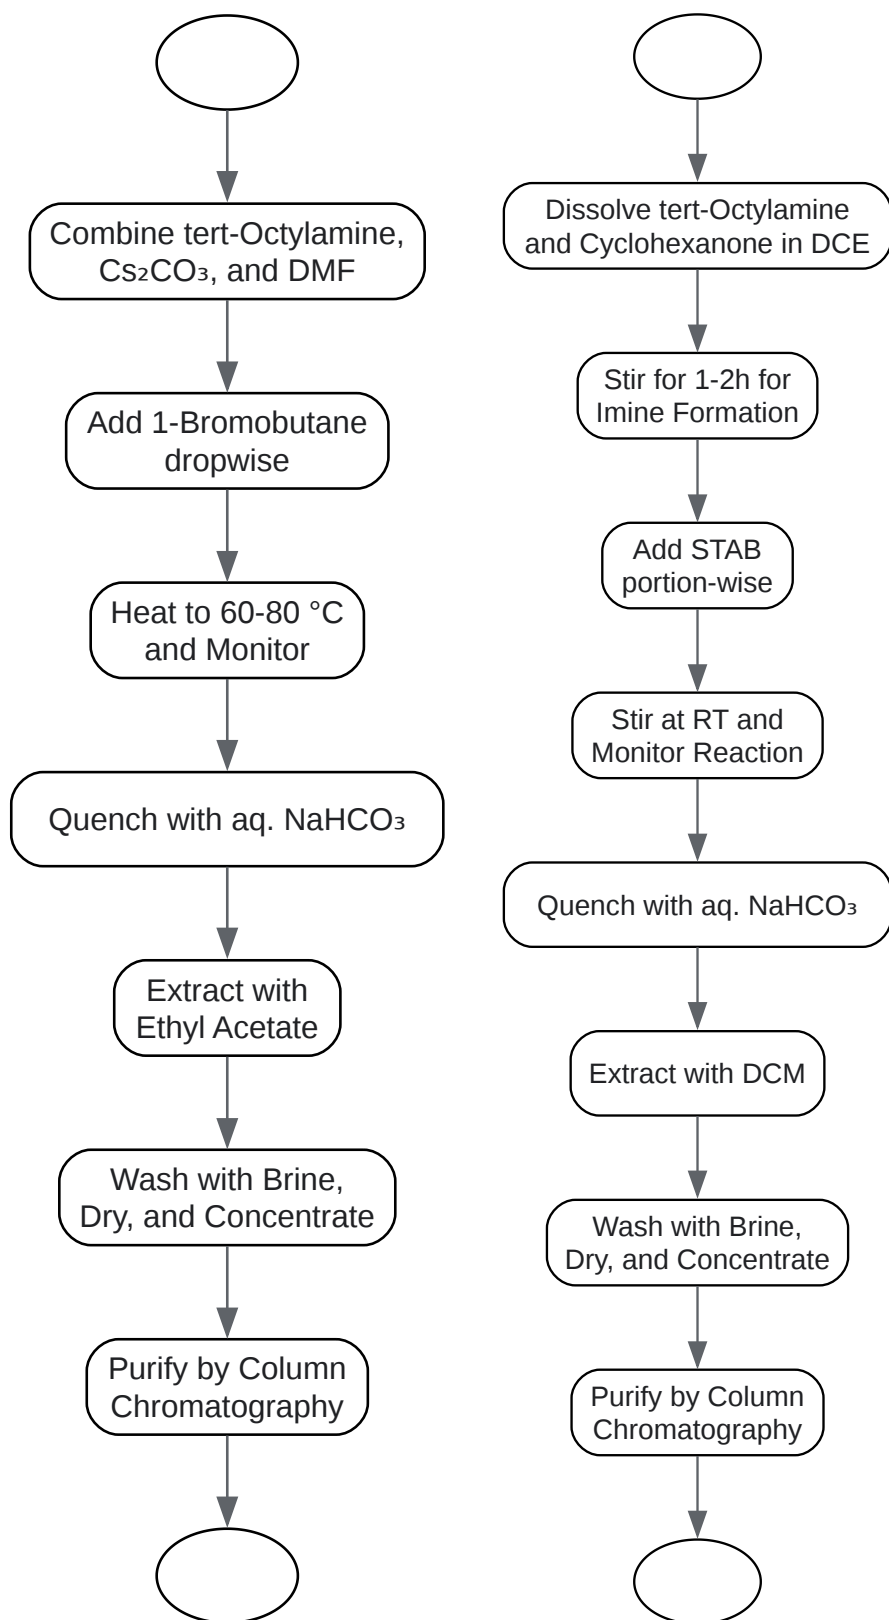 Combine tert-Octylamine,
Cs₂CO₃, and DMF
Add 1-Bromobutane
dropwise
Heat to 60-80 °C
and Monitor
Quench with aq. NaHCO₃
Extract with
Ethyl Acetate
Wash with Brine,
Dry, and Concentrate
Purify by Column
Chromatography
Dissolve tert-Octylamine
and Cyclohexanone in DCE
Stir for 1-2h for
Imine Formation
Add STAB
portion-wise
Stir at RT and
Monitor Reaction
Quench with aq. NaHCO₃
Extract with DCM
Wash with Brine,
Dry, and Concentrate
Purify by Column
Chromatography